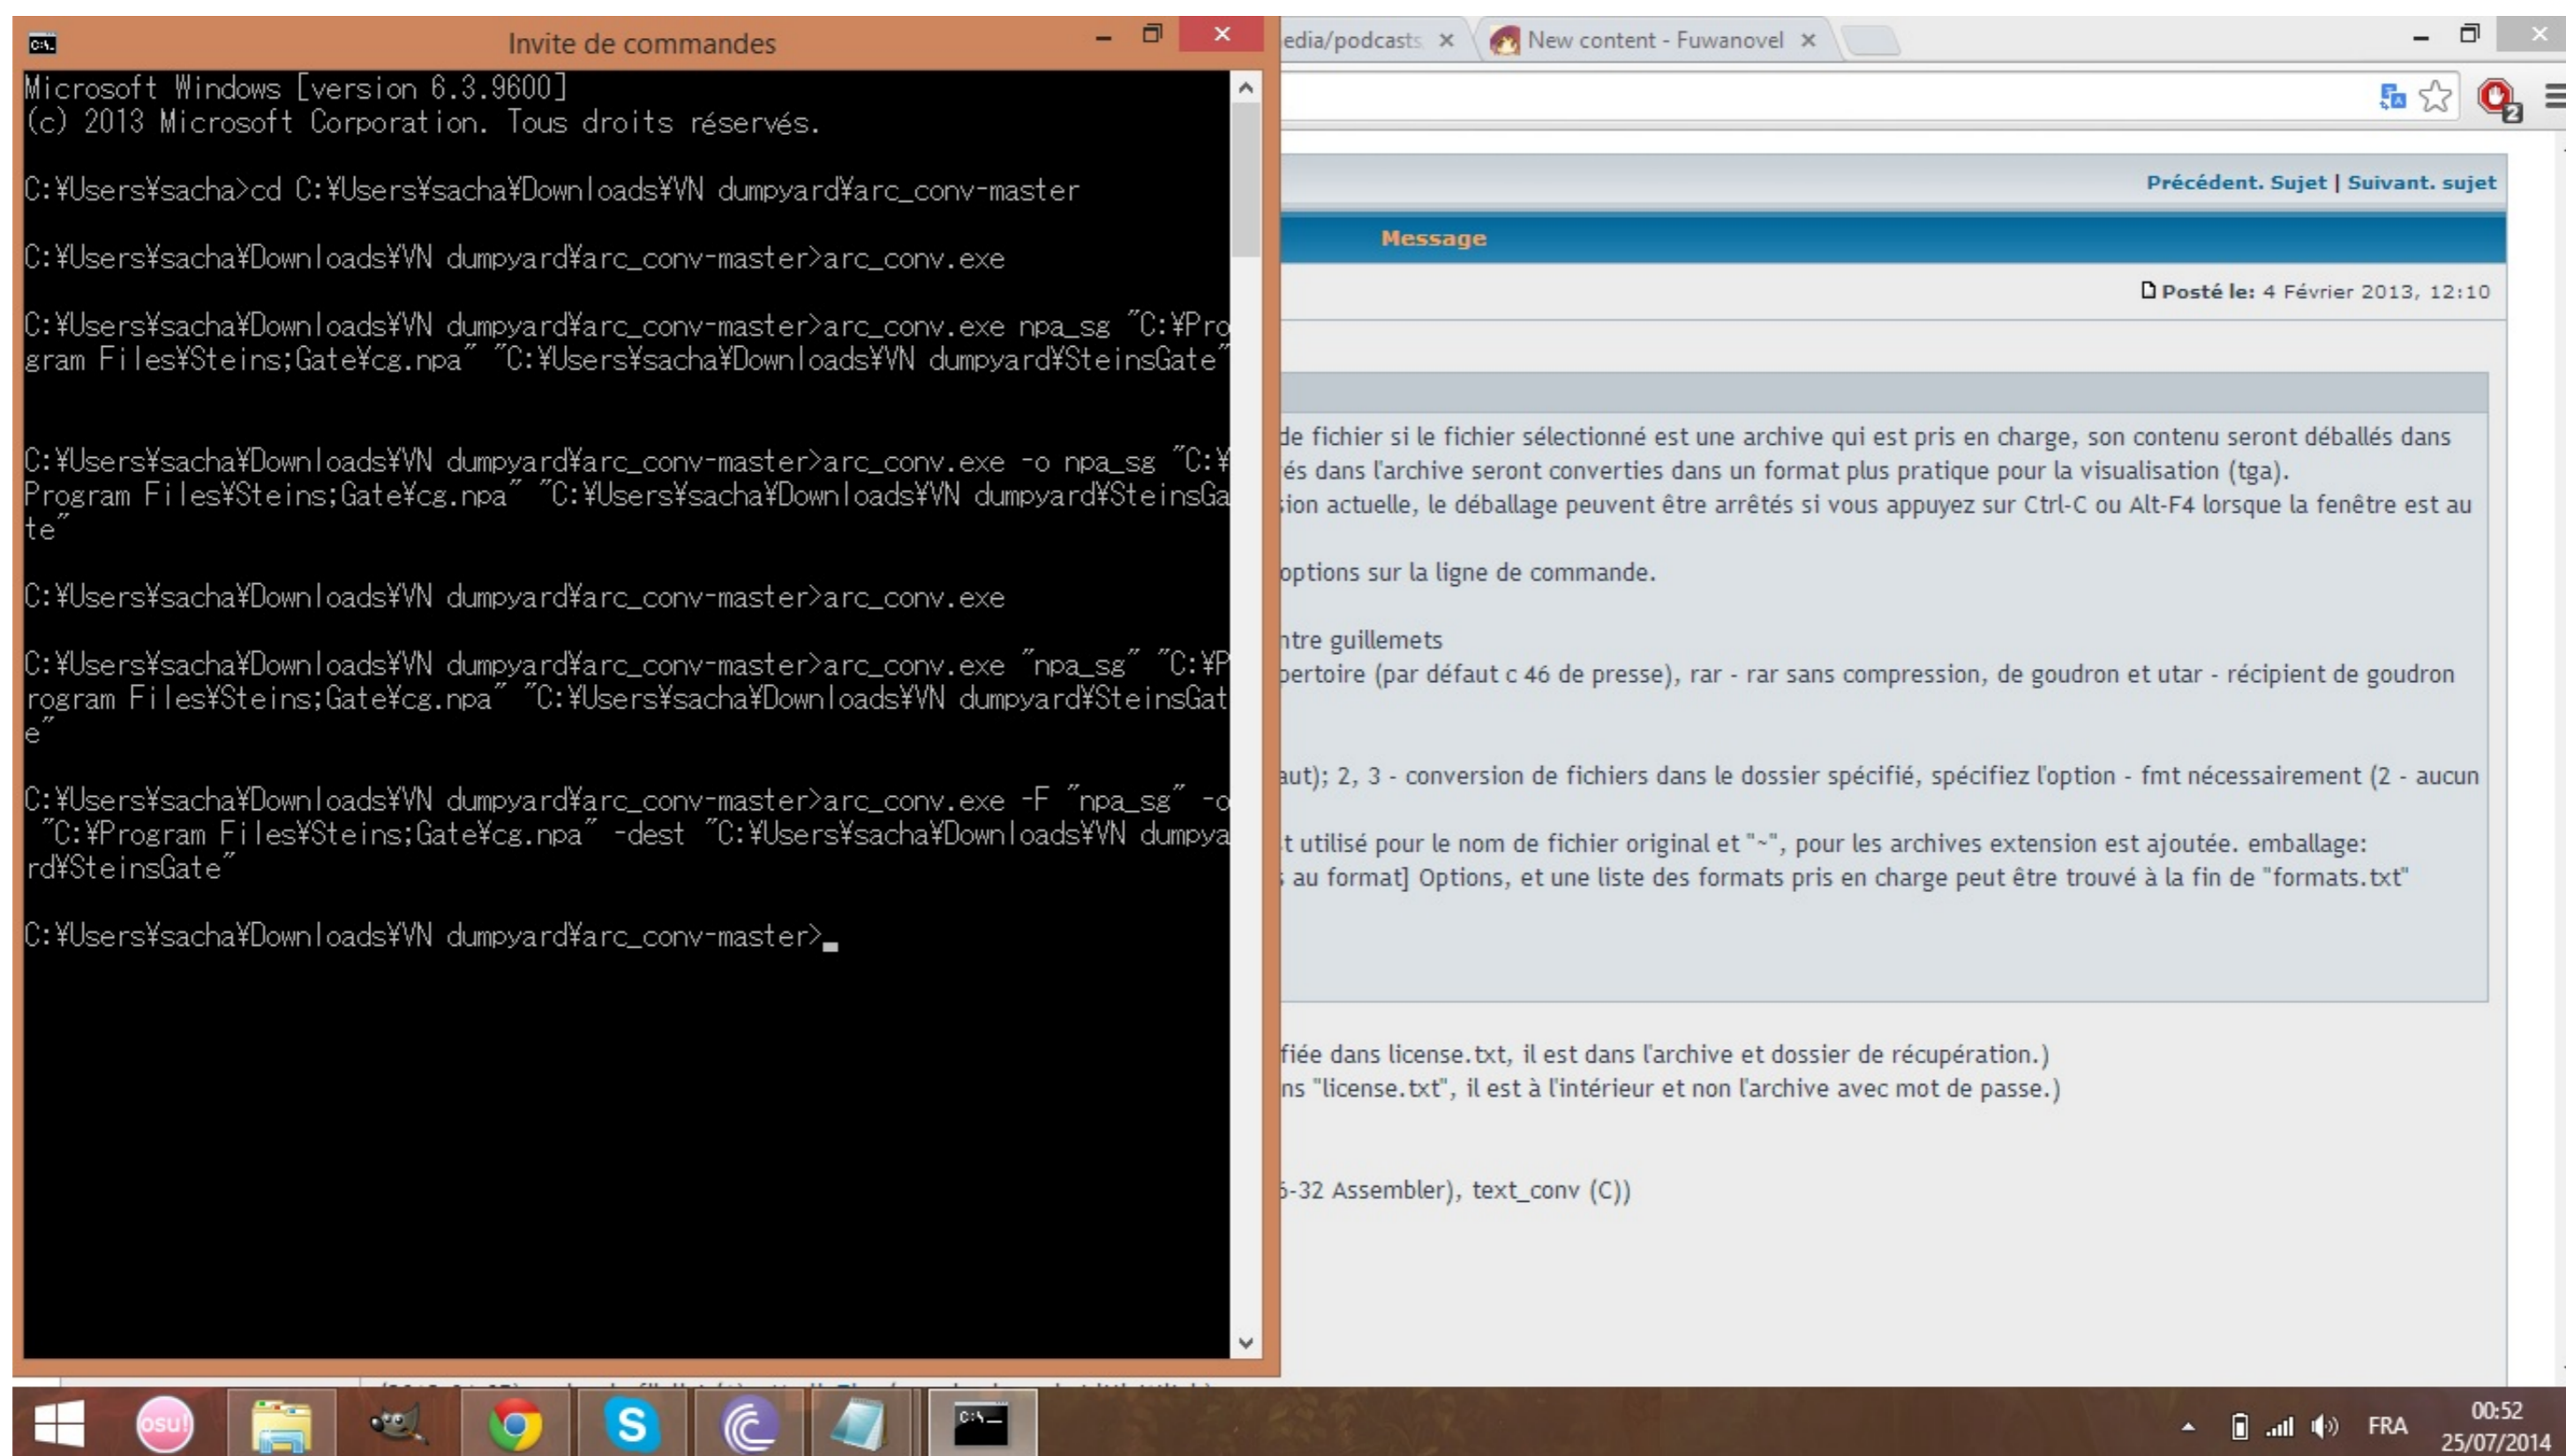 Invite de commandes
Microsoft Windows [version 6.3.9600]
(c) 2013 Microsoft Corporation. Tous droits réservés.
C:¥Users¥sacha>cd C:¥Users¥sacha¥Downloads¥VN dumpyard¥arc_conv-master
C:¥Users¥sacha¥Downloads¥VN dumpyard¥arc_conv-master>arc_conv.exe
C:¥Users¥sacha¥Downloads¥VN dumpyard¥arc_conv-master>arc_conv.exe npa_sg "C:¥Pro
gram Files¥Steins;Gate¥cg.npa" "C:¥Users¥sacha¥Downloads¥VN dumpyard¥SteinsGate"
C:¥Users¥sacha¥Downloads¥VN dumpyard¥arc_conv-master>arc_conv.exe -o npa_sg "C:¥
Program Files¥Steins;Gate¥cg.npa" "C:¥Users¥sacha¥Downloads¥VN dumpyard¥SteinsGa
te"
C:¥Users¥sacha¥Downloads¥VN dumpyard¥arc_conv-master>arc_conv.exe
C:¥Users¥sacha¥Downloads¥VN dumpyard¥arc_conv-master>arc_conv.exe "npa_sg" "C:¥P
rogram Files¥Steins;Gate¥cg.npa" "C:¥Users¥sacha¥Downloads¥VN dumpyard¥SteinsGat
e"
C:¥Users¥sacha¥Downloads¥VN dumpyard¥arc_conv-master>arc_conv.exe -F "npa_sg" -o
"C:¥Program Files¥Steins;Gate¥cg.npa" -dest "C:¥Users¥sacha¥Downloads¥VN dumpya
rd¥SteinsGate"
C:¥Users¥sacha¥Downloads¥VN dumpyard¥arc_conv-master>
edia/podcasts
New content - Fuwanovel
2
Précédent. Sujet | Suivant. sujet
Message
Posté le: 4 Février 2013, 12:10
de fichier si le fichier sélectionné est une archive qui est pris en charge, son contenu seront déballés dans
és dans l'archive seront converties dans un format plus pratique pour la visualisation (tga).
sion actuelle, le déballage peuvent être arrêtés si vous appuyez sur Ctrl-C ou Alt-F4 lorsque la fenêtre est au
options sur la ligne de commande.
ntre guillemets
pertoire (par défaut c 46 de presse), rar - rar sans compression, de goudron et utar - récipient de goudron
aut); 2, 3 - conversion de fichiers dans le dossier spécifié, spécifiez l'option - fmt nécessairement (2 - aucun
t utilisé pour le nom de fichier original et "~", pour les archives extension est ajoutée. emballage:
s au format] Options, et une liste des formats pris en charge peut être trouvé à la fin de "formats.txt"
fiée dans license.txt, il est dans l'archive et dossier de récupération.)
ns "license.txt", il est à l'intérieur et non l'archive avec mot de passe.)
6-32 Assembler), text_conv (C))
osu!
S
C:\
FRA
00:52
25/07/2014